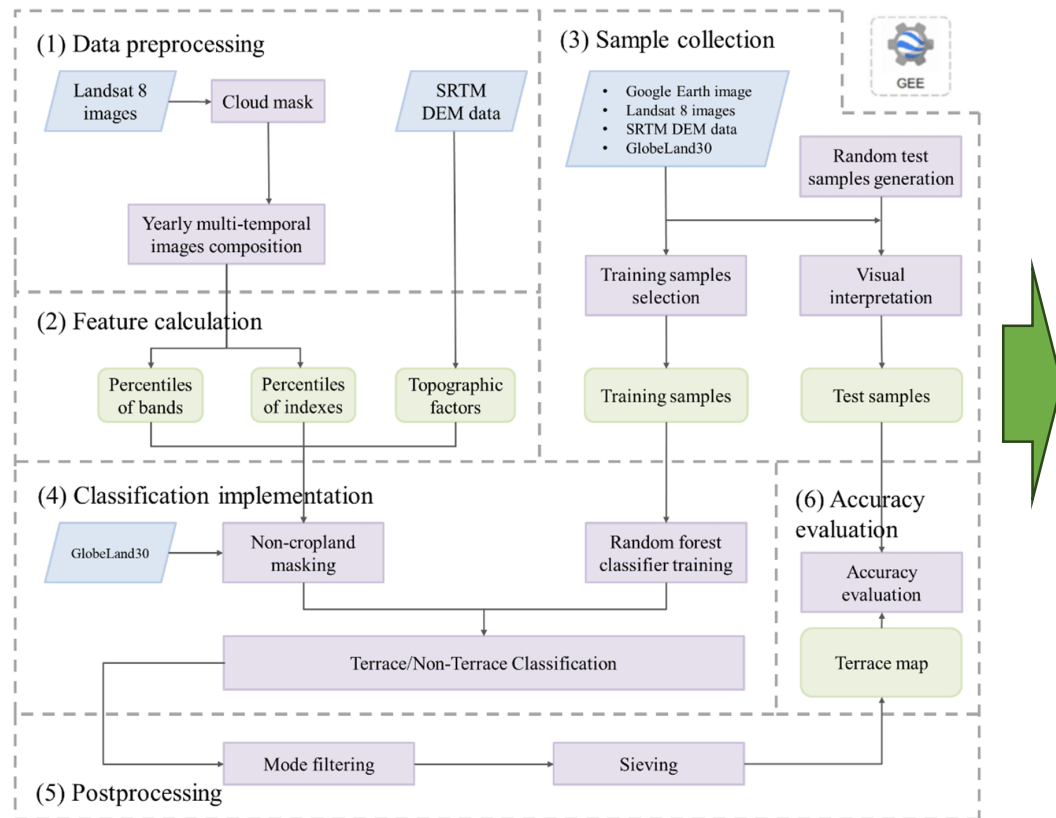 (1) Data preprocessing
Landsat 8
images
Cloud mask
SRTM
DEM data
Yearly multi-temporal
images composition
(2) Feature calculation
Percentiles
of bands
Percentiles
of indexes
Topographic
factors
(3) Sample collection
• Google Earth image
• Landsat 8 images
• SRTM DEM data
• GlobeLand30
GEE
Random test
samples generation
Training samples
selection
Visual
interpretation
Training samples
Test samples
(4) Classification implementation
GlobeLand30
Non-cropland
masking
Random forest
classifier training
Terrace/Non-Terrace Classification
(6) Accuracy
evaluation
Accuracy
evaluation
Terrace map
Mode filtering
Sieving
(5) Postprocessing